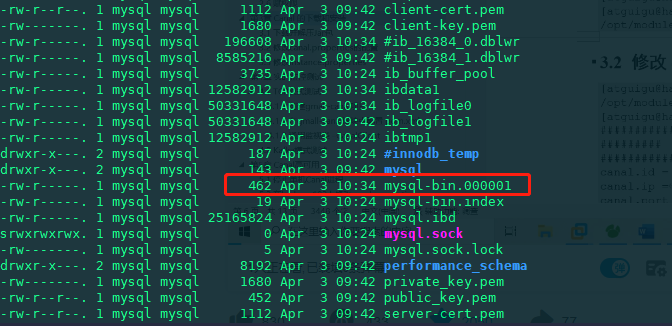 -rw-r--r--. 1 mysql mysql     1112 Apr  3 09:42 client-cert.pem
-rw-------. 1 mysql mysql     1680 Apr  3 09:42 client-key.pem
-rw-r-----. 1 mysql mysql   196608 Apr  3 10:34 #ib_16384_0.dblwr
-rw-r-----. 1 mysql mysql  8585216 Apr  3 09:42 #ib_16384_1.dblwr
-rw-r-----. 1 mysql mysql     3735 Apr  3 10:24 ib_buffer_pool
-rw-r-----. 1 mysql mysql 12582912 Apr  3 10:34 ibdata1
-rw-r-----. 1 mysql mysql 50331648 Apr  3 10:34 ib_logfile0
-rw-r-----. 1 mysql mysql 50331648 Apr  3 09:42 ib_logfile1
-rw-r-----. 1 mysql mysql 12582912 Apr  3 10:24 ibtmp1
drwxr-x---. 2 mysql mysql      187 Apr  3 10:24 #innodb_temp
drwxr-x---. 2 mysql mysql      143 Apr  3 09:42 mysql
-rw-r-----. 1 mysql mysql      462 Apr  3 10:34 mysql-bin.000001
-rw-r-----. 1 mysql mysql       19 Apr  3 10:24 mysql-bin.index
-rw-r-----. 1 mysql mysql 25165824 Apr  3 10:34 mysql.ibd
srwxrwxrwx. 1 mysql mysql        0 Apr  3 10:24 mysql.sock
-rw-------. 1 mysql mysql        5 Apr  3 10:24 mysql.sock.lock
drwxr-x---. 2 mysql mysql     8192 Apr  3 09:42 performance_schema
-rw-------. 1 mysql mysql     1680 Apr  3 09:42 private_key.pem
-rw-r--r--. 1 mysql mysql      452 Apr  3 09:42 public_key.pem
-rw-r--r--. 1 mysql mysql     1112 Apr  3 09:42 server-cert.pem
3.2 修改
canal.id =
canal.ip =
77